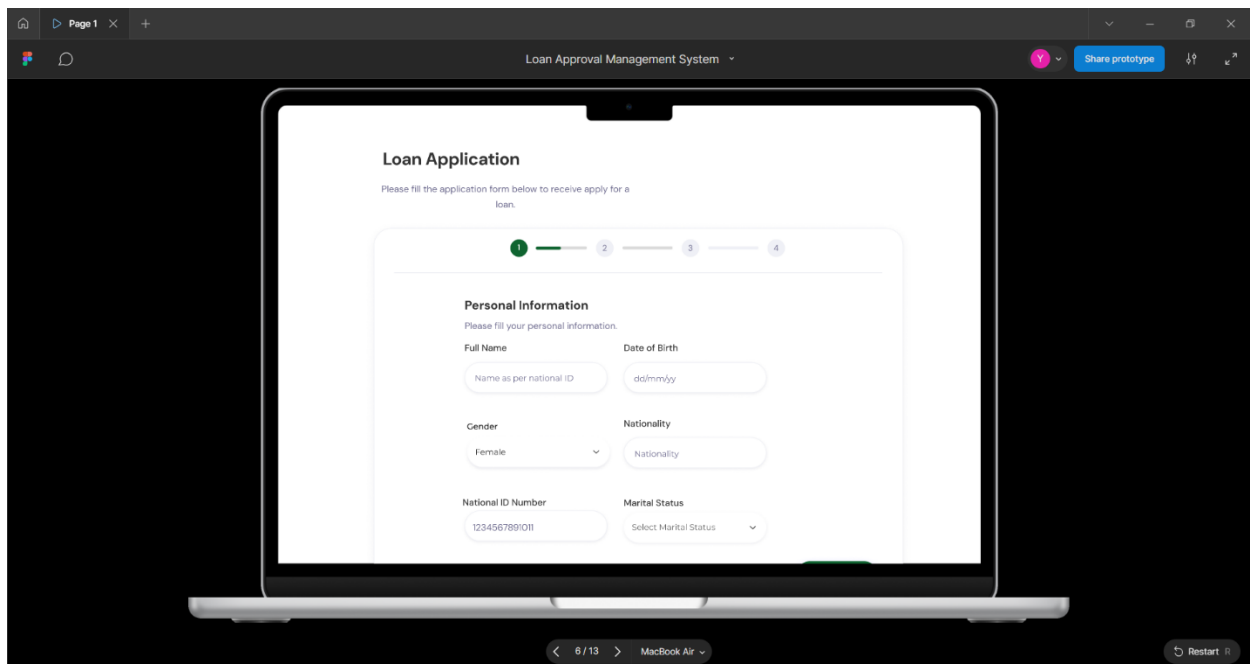 Page 1
Loan Approval Management System
Y
Share prototype
Loan Application
Please fill the application form below to receive apply for a
loan.
1 2 3 4
Personal Information
Please fill your personal information.
Full Name Date of Birth
Name as per national ID dd/mm/yy
Gender Nationality
Female Nationality
National ID Number Marital Status
1234567891011 Select Marital Status
6 / 13 MacBook Air
Restart R